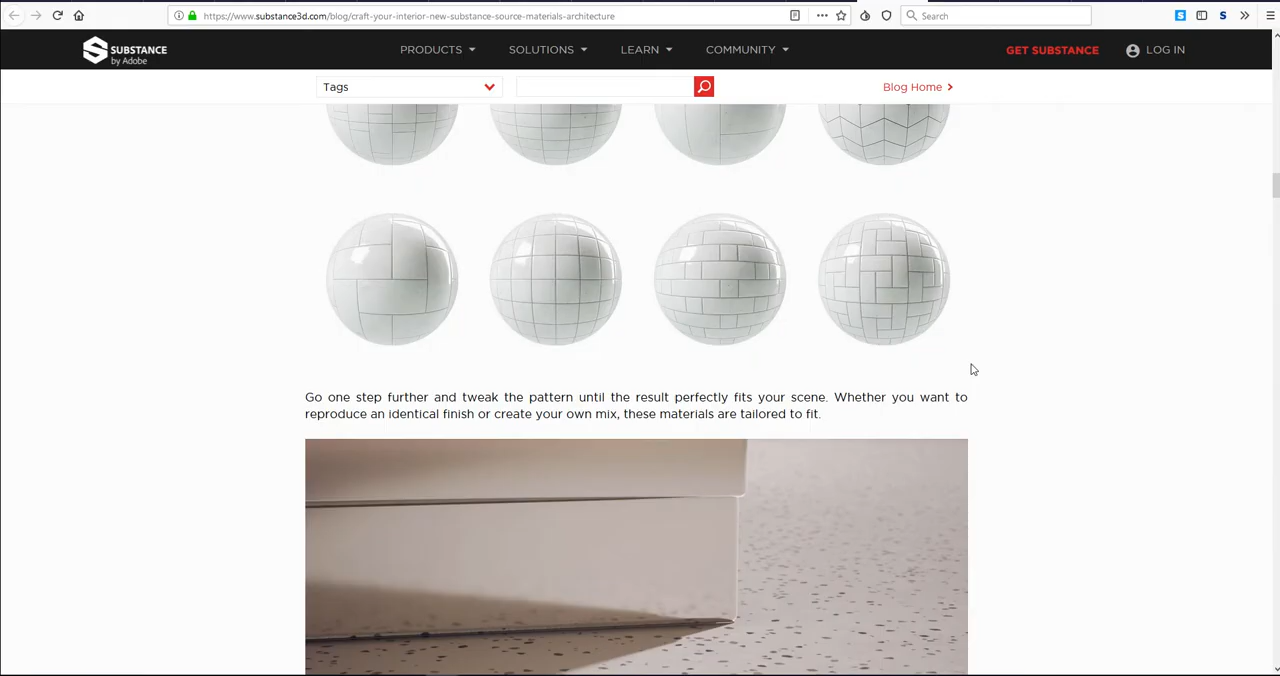 https://www.substance3d.com/blog/craft-your-interior-new-substance-source-materials-architecture
Search
SUBSTANCE
by Adobe
PRODUCTS
SOLUTIONS
LEARN
COMMUNITY
GET SUBSTANCE
LOG IN
Tags
Blog Home
Go one step further and tweak the pattern until the result perfectly fits your scene. Whether you want to
reproduce an identical finish or create your own mix, these materials are tailored to fit.